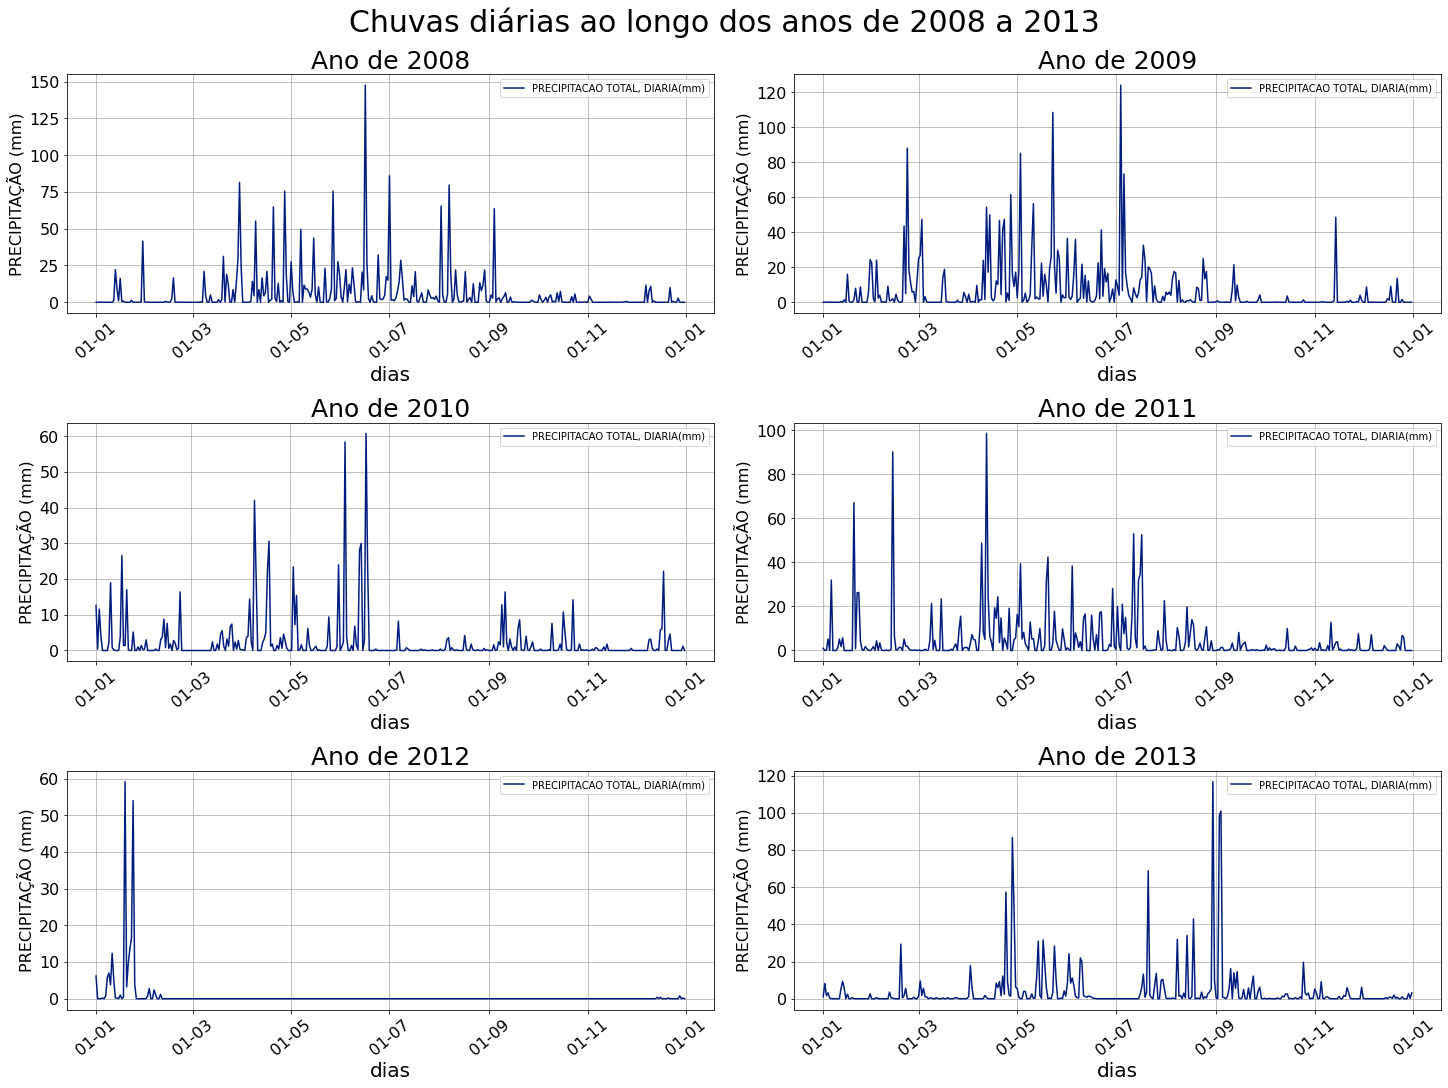 Chuvas diárias ao longo dos anos de 2008 a 2013
Ano de 2008
PRECIPITAÇÃO (mm)
150
125
100
75
50
25
0
PRECIPITACAO TOTAL, DIARIA(mm)
01-01 01-03 01-05 01-07 01-09 01-11 01-01
dias
Ano de 2009
PRECIPITAÇÃO (mm)
120
100
80
60
40
20
0
PRECIPITACAO TOTAL, DIARIA(mm)
01-01 01-03 01-05 01-07 01-09 01-11 01-01
dias
Ano de 2010
PRECIPITAÇÃO (mm)
60
50
40
30
20
10
0
PRECIPITACAO TOTAL, DIARIA(mm)
01-01 01-03 01-05 01-07 01-09 01-11 01-01
dias
Ano de 2011
PRECIPITAÇÃO (mm)
100
80
60
40
20
0
PRECIPITACAO TOTAL, DIARIA(mm)
01-01 01-03 01-05 01-07 01-09 01-11 01-01
dias
Ano de 2012
PRECIPITAÇÃO (mm)
60
50
40
30
20
10
0
PRECIPITACAO TOTAL, DIARIA(mm)
01-01 01-03 01-05 01-07 01-09 01-11 01-01
dias
Ano de 2013
PRECIPITAÇÃO (mm)
120
100
80
60
40
20
0
PRECIPITACAO TOTAL, DIARIA(mm)
01-01 01-03 01-05 01-07 01-09 01-11 01-01
dias